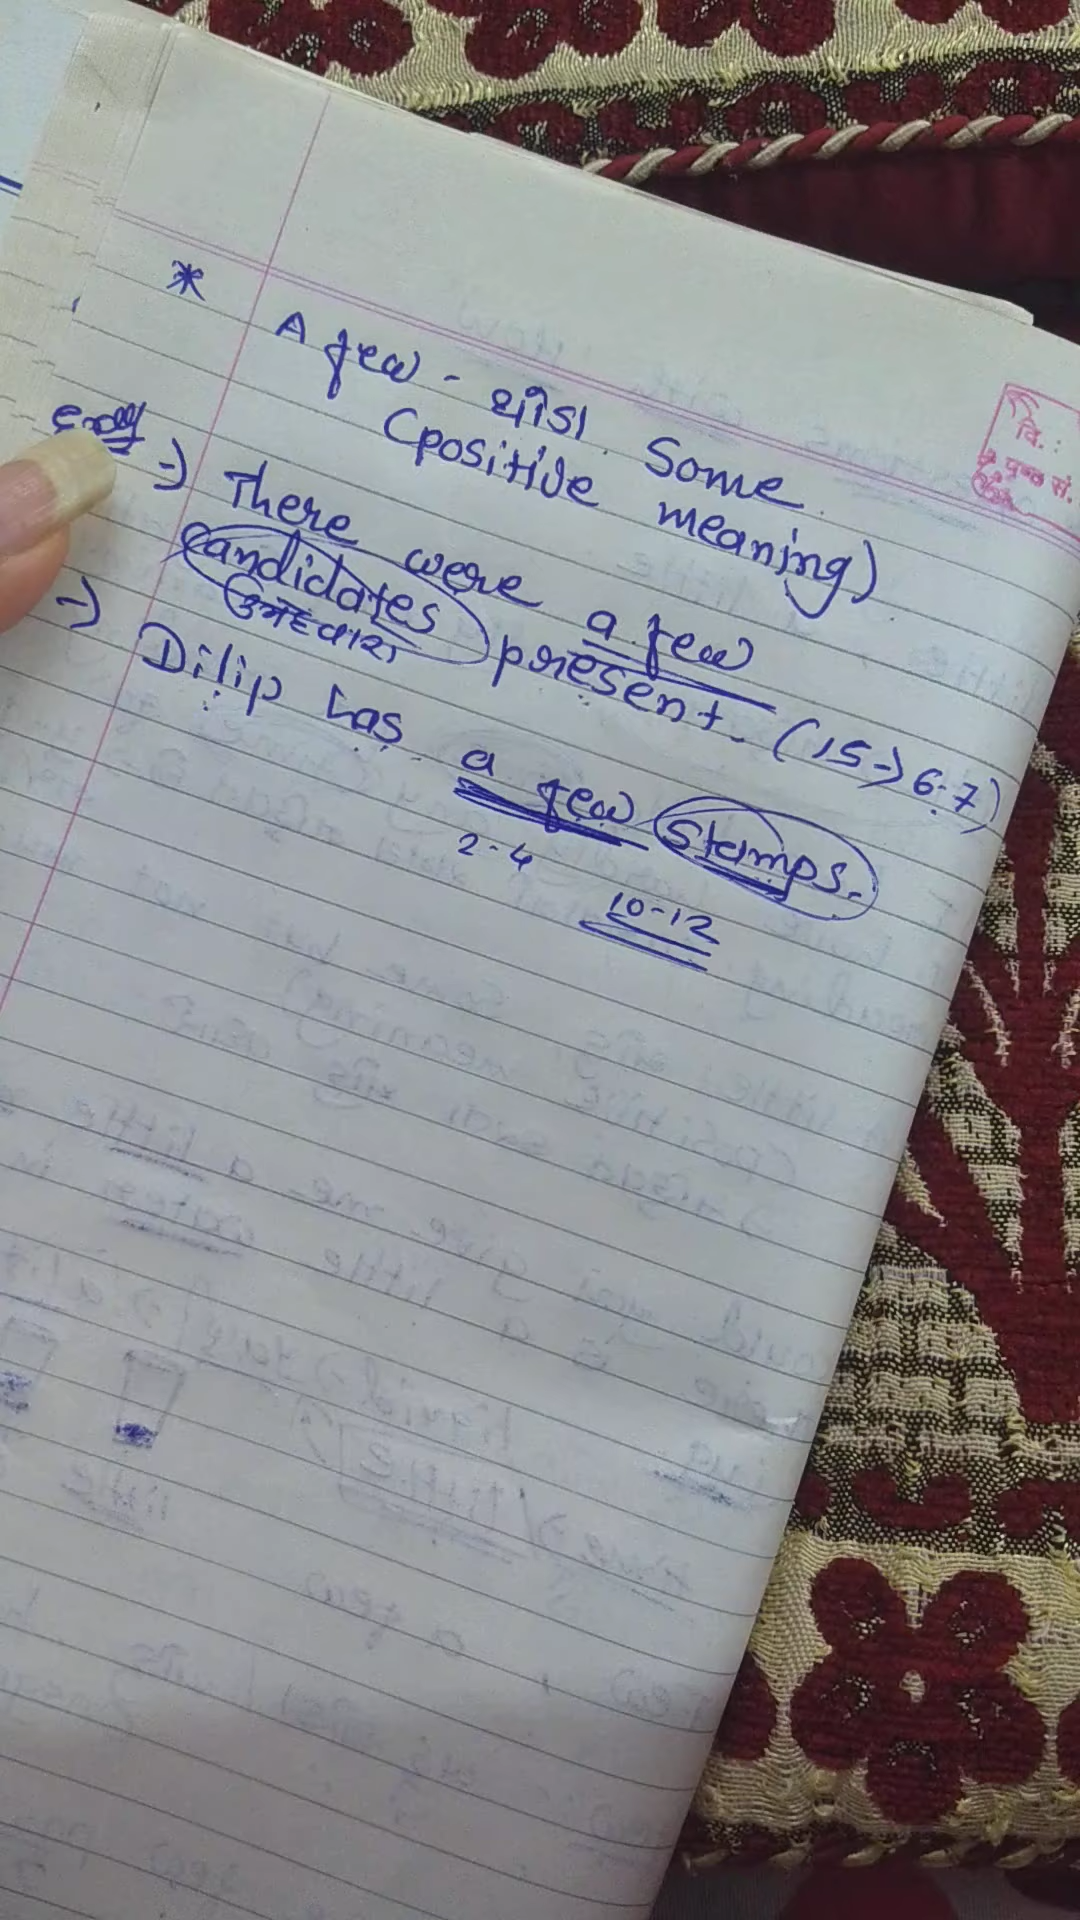 *
A few - थोडा Some
(positive meaning)
→ There were a few
candidates present. (15→6-7)
उमेदवारा
→ Dilip has a few stamps.
2-4
10-12
वि.:
पृष्ठ सं.